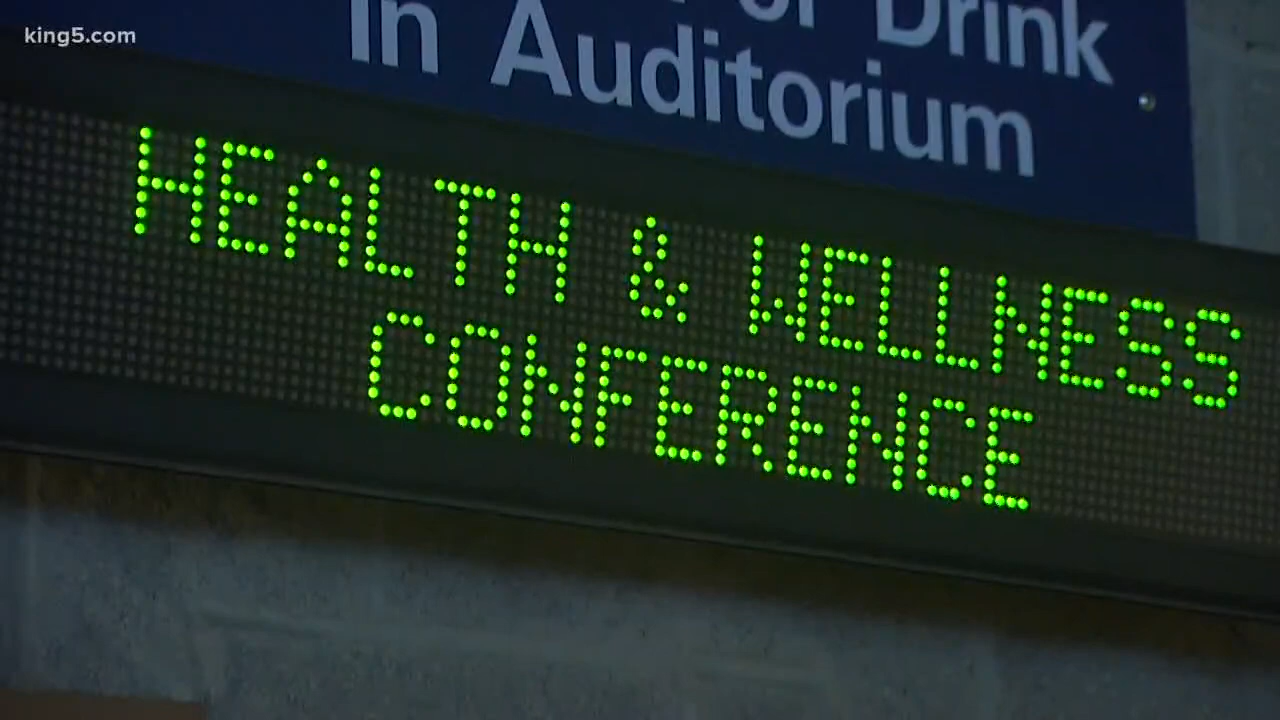 king5.com
or Drink
In Auditorium
HEALTH & WELLNESS
CONFERENCE